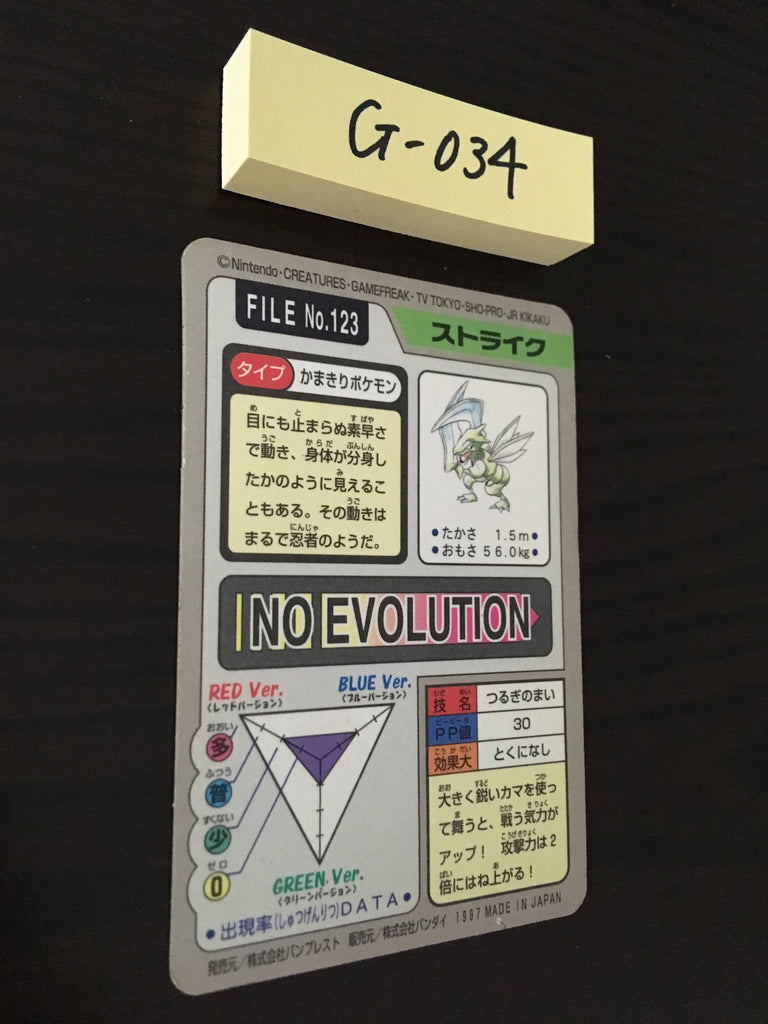 G-034
©Nintendo・CREATURES・GAMEFREAK・TV TOKYO・SHO-PRO・JR KIKAKU
FILE No.123
ストライク
タイプ
かまきりポケモン
目にも止まらぬ素早さ
で動き、身体が分身し
たかのように見えるこ
ともある。その動きは
まるで忍者のようだ。
•たかさ 1.5m•
•おもさ 56.0kg•
NO EVOLUTION
RED Ver.
(レッドバージョン)
BLUE Ver.
(ブルーバージョン)
おおい
多
ふつう
普
すくない
少
ゼロ
0
GREEN Ver.
(グリーンバージョン)
•出現率(しゅつげんりつ)DATA•
技名 つるぎのまい
PP値 30
効果大 とくになし
大きく鋭いカマを使っ
て舞うと、戦う気力が
アップ! 攻撃力は2
倍にはね上がる!
発売元/株式会社バンプレスト 販売元/株式会社バンダイ 1997 MADE IN JAPAN